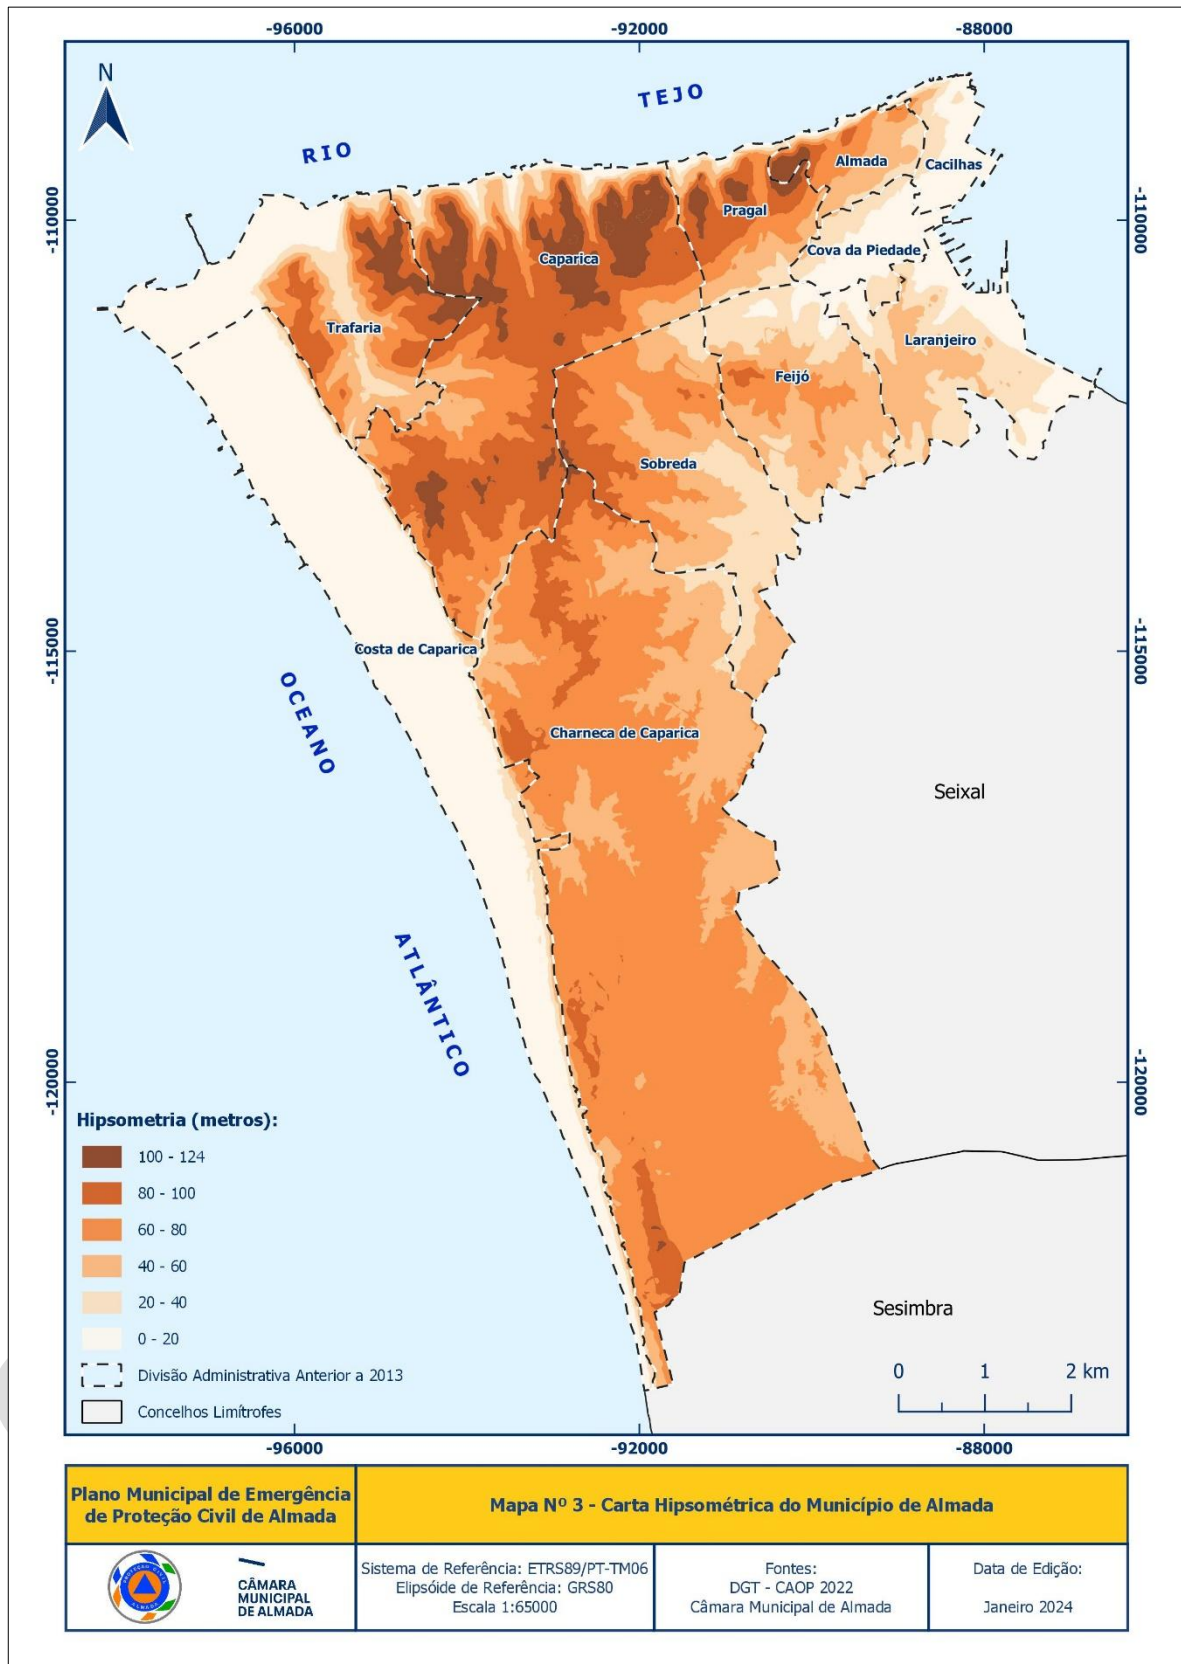 -96000
-92000
-88000
N
RIO
TEJO
-110000
-110000
Almada
Cacilhas
Pragal
Caparica
Cova da Piedade
Trafaria
Laranjeiro
Feijó
Sobreda
-115000
-115000
Costa de Caparica
OCEANO
Charneca de Caparica
Seixal
ATLÂNTICO
-120000
-120000
Hipsometria (metros):
100 - 124
80 - 100
60 - 80
40 - 60
20 - 40
0 - 20
Divisão Administrativa Anterior a 2013
Concelhos Limítrofes
Sesimbra
0 1 2 km
-96000
-92000
-88000
Plano Municipal de Emergência
de Proteção Civil de Almada
Mapa Nº 3 - Carta Hipsométrica do Município de Almada
PROTEÇÃO CIVIL
ALMADA
CÂMARA
MUNICIPAL
DE ALMADA
Sistema de Referência: ETRS89/PT-TM06
Elipsóide de Referência: GRS80
Escala 1:65000
Fontes:
DGT - CAOP 2022
Câmara Municipal de Almada
Data de Edição:
Janeiro 2024